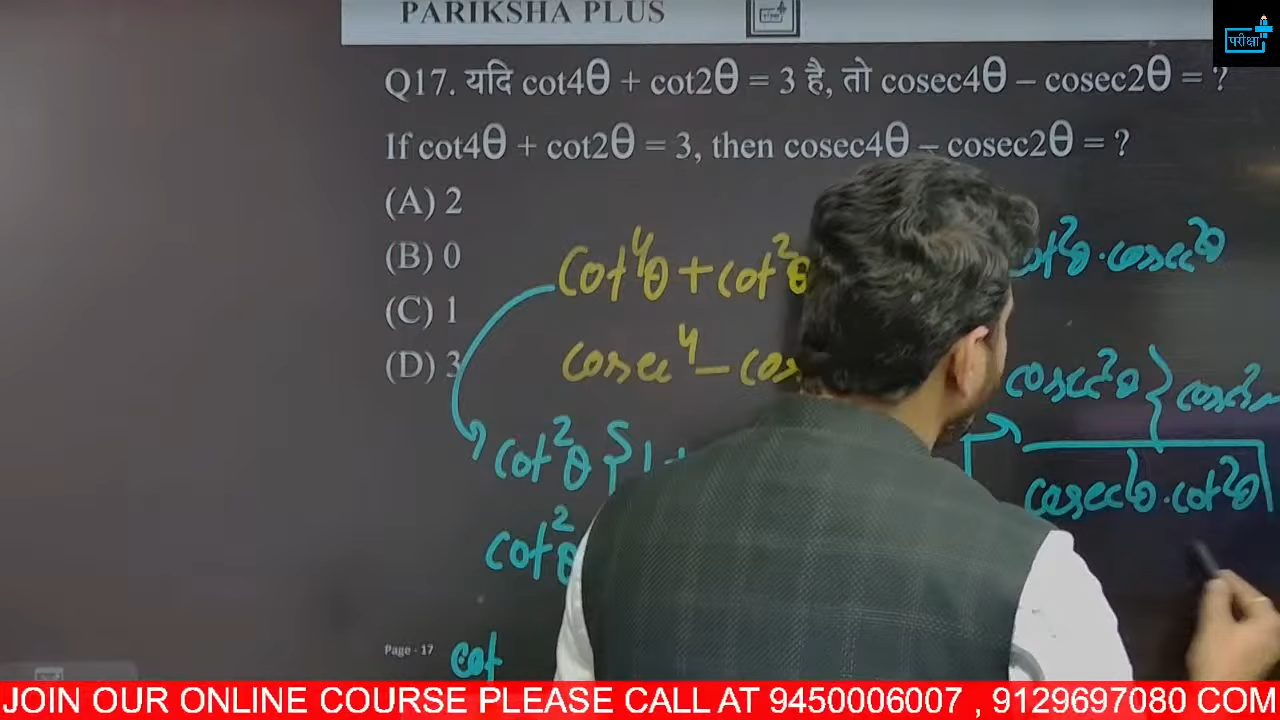 PARIKSHA PLUS
परीक्षा
Q17. यदि cot4θ + cot2θ = 3 है, तो cosec4θ – cosec2θ = ?
If cot4θ + cot2θ = 3, then cosec4θ – cosec2θ = ?
(A) 2
(B) 0
(C) 1
(D) 3
cot⁴θ + cot²θ
cot²θ · cosec²θ
cosec⁴ –
cosec²θ }
cot²θ { 1 +
cosec²θ · cot²θ
cot²θ
cot
Page - 17
JOIN OUR ONLINE COURSE PLEASE CALL AT 9450006007 , 9129697080 COM